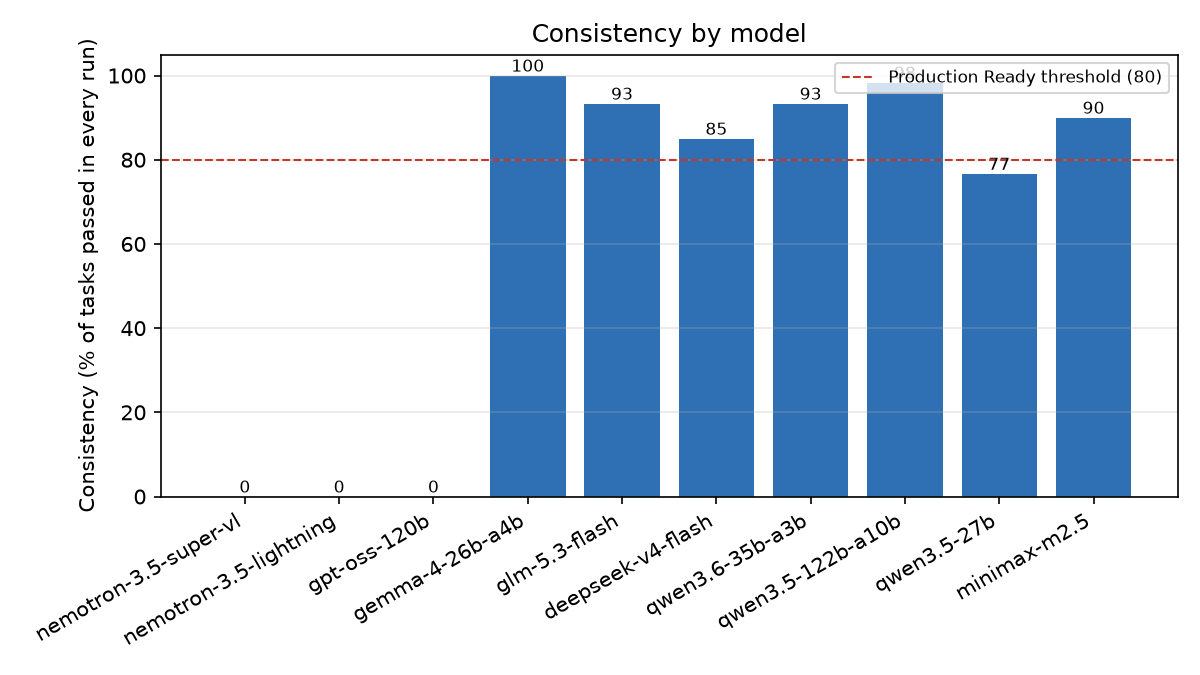 Consistency by model
Consistency (% of tasks passed in every run)
100
80
60
40
20
0
Production Ready threshold (80)
0
0
0
100
93
85
93
98
77
90
nemotron-3.5-super-vl
nemotron-3.5-lightning
gpt-oss-120b
gemma-4-26b-a4b
glm-5.3-flash
deepseek-v4-flash
qwen3.6-35b-a3b
qwen3.5-122b-a10b
qwen3.5-27b
minimax-m2.5